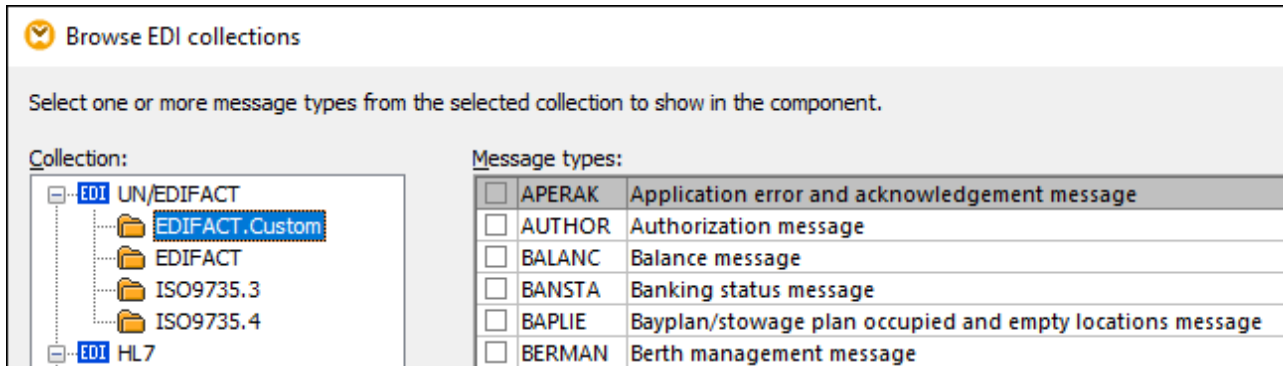 Browse EDI collections
Select one or more message types from the selected collection to show in the component.
Collection:
EDI UN/EDIFACT
EDIFACT.Custom
EDIFACT
ISO9735.3
ISO9735.4
EDI HL7
Message types:
APERAK Application error and acknowledgement message
AUTHOR Authorization message
BALANC Balance message
BANSTA Banking status message
BAPLIE Bayplan/stowage plan occupied and empty locations message
BERMAN Berth management message